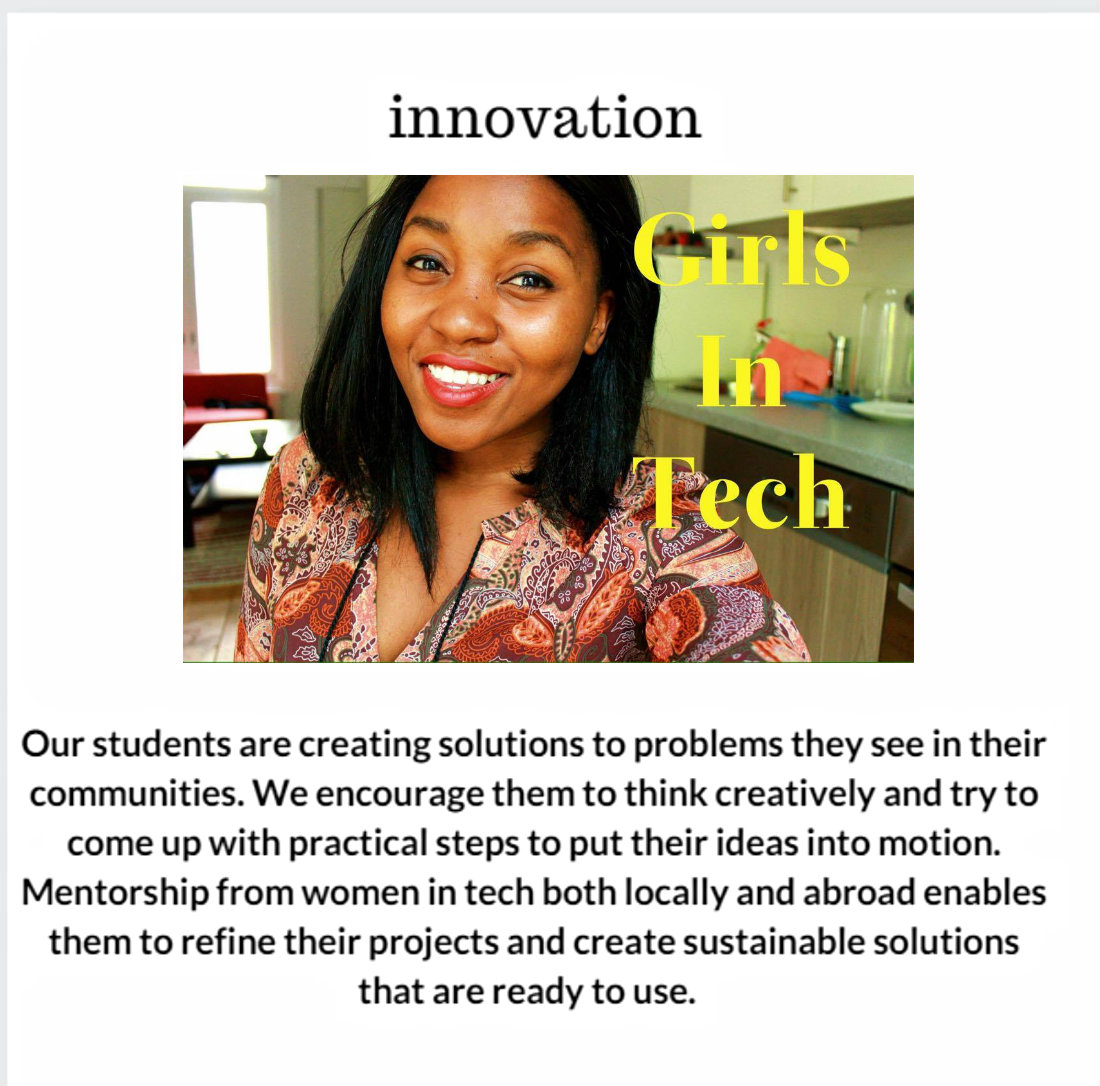 innovation
Girls
In
Tech
Our students are creating solutions to problems they see in their
communities. We encourage them to think creatively and try to
come up with practical steps to put their ideas into motion.
Mentorship from women in tech both locally and abroad enables
them to refine their projects and create sustainable solutions
that are ready to use.